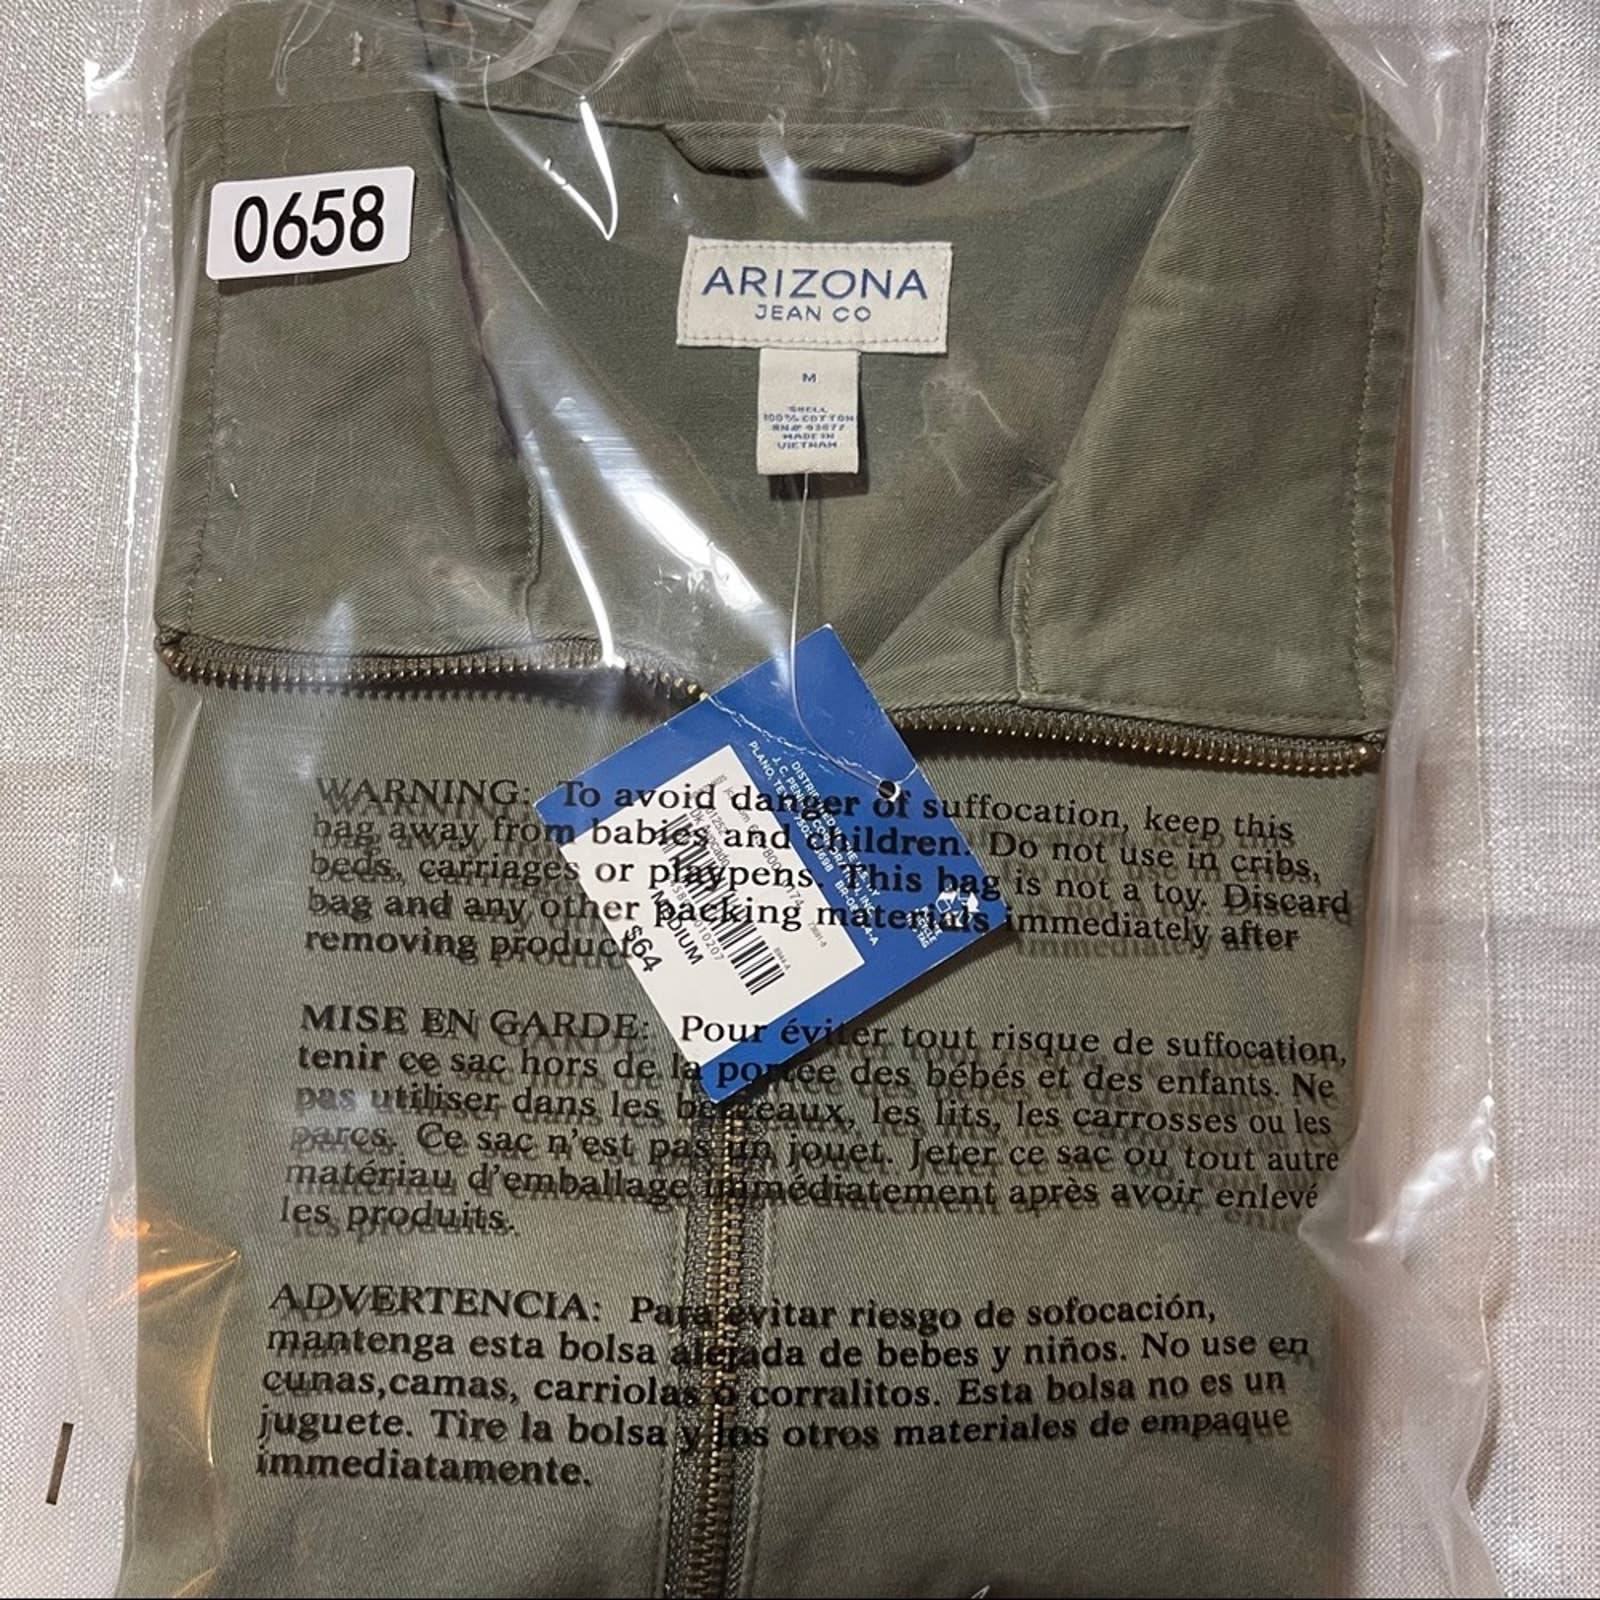 0658
ARIZONA
JEAN CO
M
SHELL
100% COTTON
RN# 93677
MADE IN
VIETNAM
MEDIUM
$64
WARNING: To avoid danger of suffocation, keep this
bag away from babies and children. Do not use in cribs,
beds, carriages or playpens. This bag is not a toy. Discard
bag and any other packing materials immediately after
removing product.
MISE EN GARDE: Pour éviter tout risque de suffocation,
tenir ce sac hors de la portée des bébés et des enfants. Ne
pas utiliser dans les berceaux, les lits, les carrosses ou les
parcs. Ce sac n'est pas un jouet. Jeter ce sac ou tout autre
matériau d'emballage immédiatement après avoir enlevé
les produits.
ADVERTENCIA: Para evitar riesgo de sofocación,
mantenga esta bolsa alejada de bebes y niños. No use en
cunas,camas, carriolas o corralitos. Esta bolsa no es un
juguete. Tire la bolsa y los otros materiales de empaque
immediatamente.